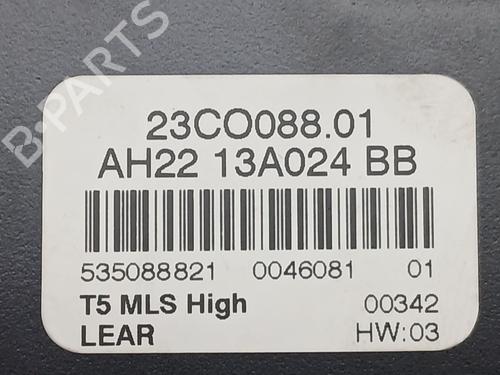 B-PARTS
23CO088.01
AH22 13A024 BB
535088821 0046081 01
T5 MLS High 00342
LEAR HW:03